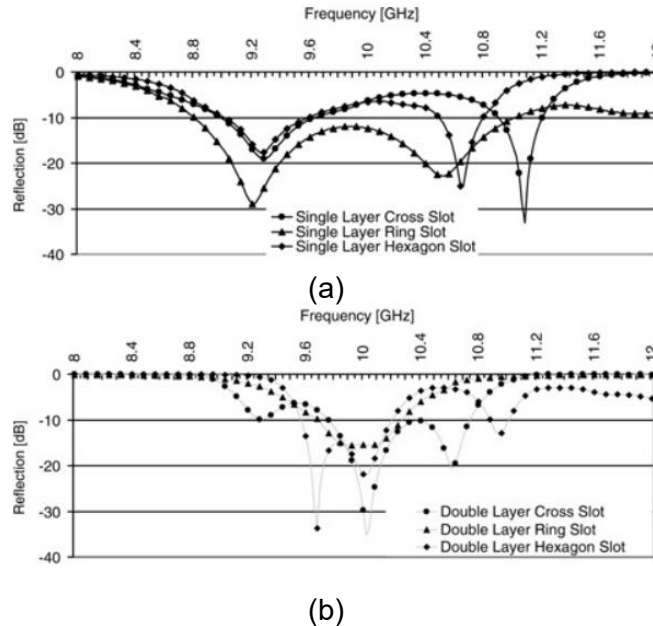 Frequency [GHz]
8 8.4 8.8 9.2 9.6 10 10.4 10.8 11.2 11.6
0
-10
-20
-30
-40
Reflection [dB]
Single Layer Cross Slot
Single Layer Ring Slot
Single Layer Hexagon Slot
(a)
Frequency [GHz]
8 8.4 8.8 9.2 9.6 10 10.4 10.8 11.2 11.6
0
-10
-20
-30
-40
Reflection [dB]
Double Layer Cross Slot
Double Layer Ring Slot
Double Layer Hexagon Slot
(b)